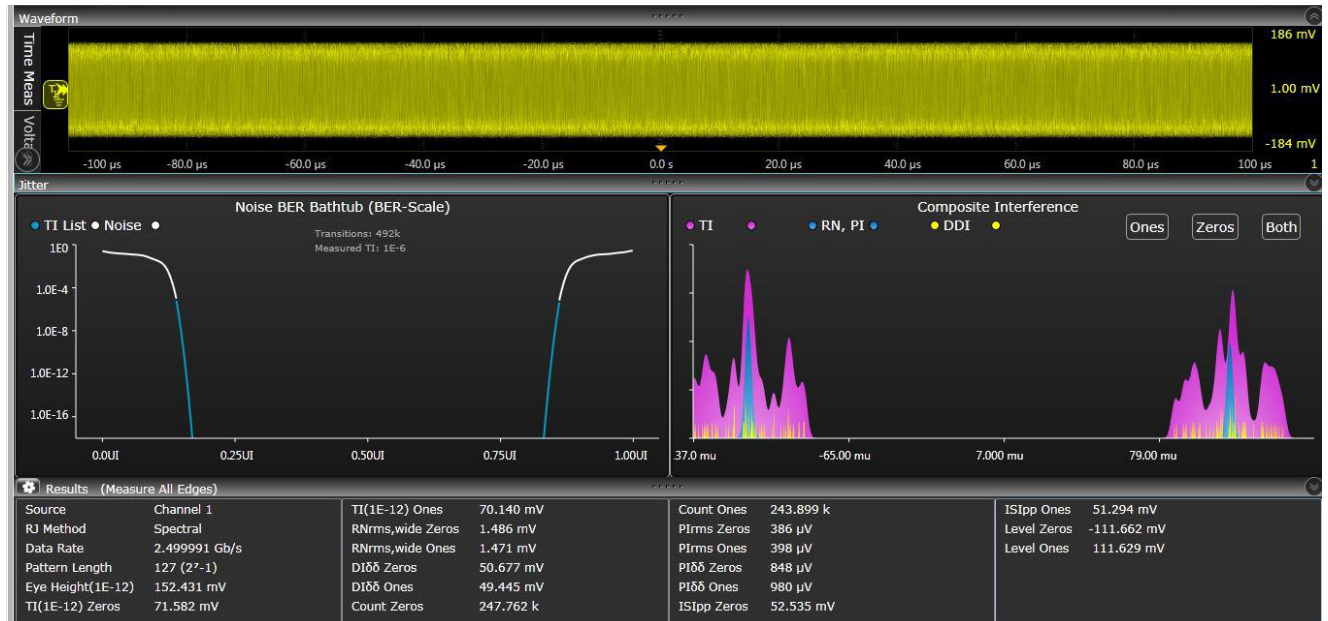 Waveform
Time Meas
Volta
186 mV
1.00 mV
-184 mV
-100 µs -80.0 µs -60.0 µs -40.0 µs -20.0 µs 0.0 s 20.0 µs 40.0 µs 60.0 µs 80.0 µs 100 µs 1
Jitter
Noise BER Bathtub (BER-Scale)
TI List Noise
Transitions: 492k
Measured TI: 1E-6
1E0
1.0E-4
1.0E-8
1.0E-12
1.0E-16
0.0UI 0.25UI 0.50UI 0.75UI 1.00UI
Composite Interference
TI RN, PI DDI
Ones Zeros Both
37.0 mu -65.00 mu 7.000 mu 79.00 mu
Results (Measure All Edges)
Source Channel 1
RJ Method Spectral
Data Rate 2.499991 Gb/s
Pattern Length 127 (2⁷-1)
Eye Height(1E-12) 152.431 mV
TI(1E-12) Zeros 71.582 mV
TI(1E-12) Ones 70.140 mV
RNrms,wide Zeros 1.486 mV
RNrms,wide Ones 1.471 mV
DIδδ Zeros 50.677 mV
DIδδ Ones 49.445 mV
Count Zeros 247.762 k
Count Ones 243.899 k
PIrms Zeros 386 µV
PIrms Ones 398 µV
PIδδ Zeros 848 µV
PIδδ Ones 980 µV
ISIpp Zeros 52.535 mV
ISIpp Ones 51.294 mV
Level Zeros -111.662 mV
Level Ones 111.629 mV